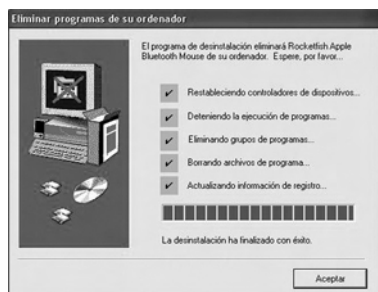 Eliminar programas de su ordenador
El programa de desinstalación eliminará Rocketfish Apple
Bluetooth Mouse de su ordenador. Espere, por favor...
Restableciendo controladores de dispositivos...
Deteniendo la ejecución de programas...
Eliminando grupos de programas...
Borrando archivos de programa...
Actualizando información de registro...
La desinstalación ha finalizado con éxito.
Aceptar